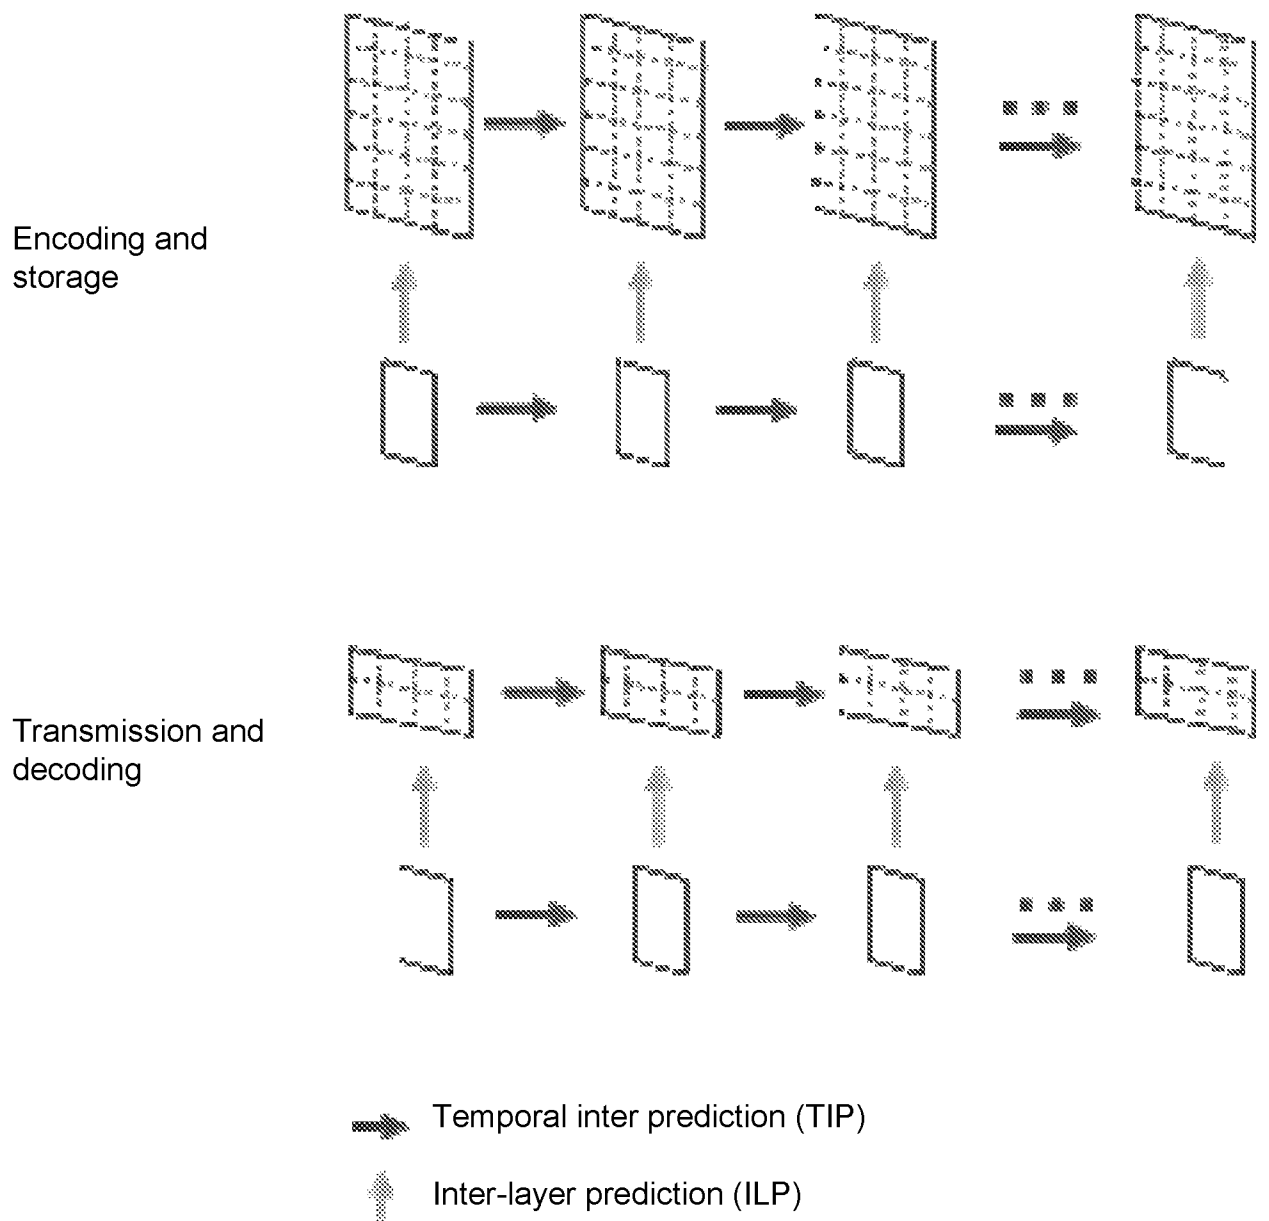 Encoding and
storage
Transmission and
decoding
Temporal inter prediction (TIP)
Inter-layer prediction (ILP)